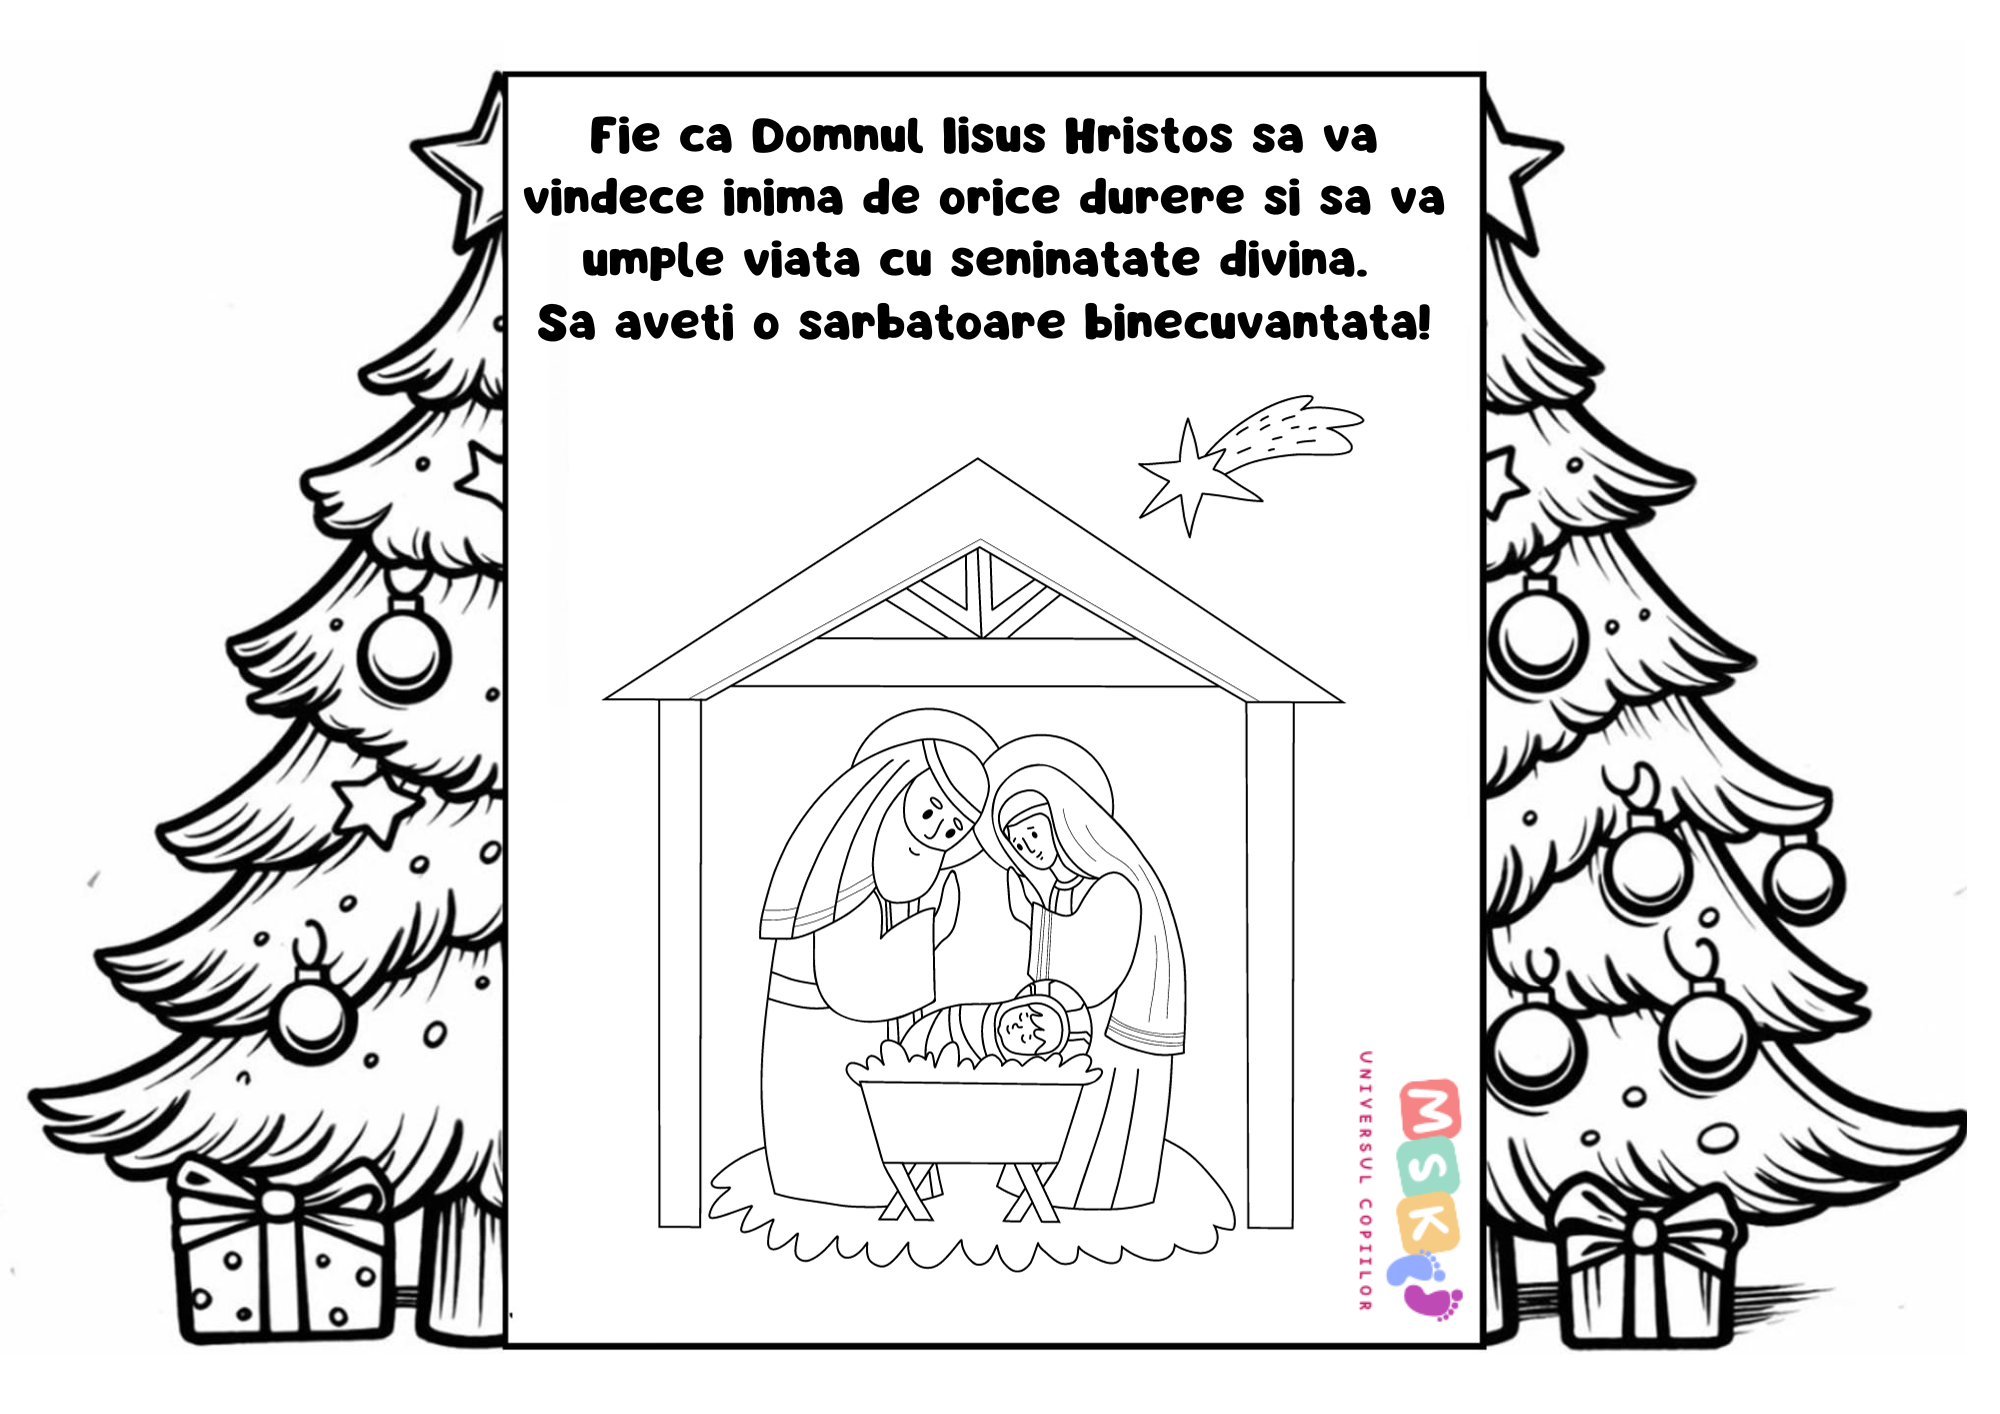 Fie ca Domnul Iisus Hristos sa va
vindece inima de orice durere si sa va
umple viata cu seninatate divina.
Sa aveti o sarbatoare binecuvantata!
MSK
UNIVERSUL COPIILOR